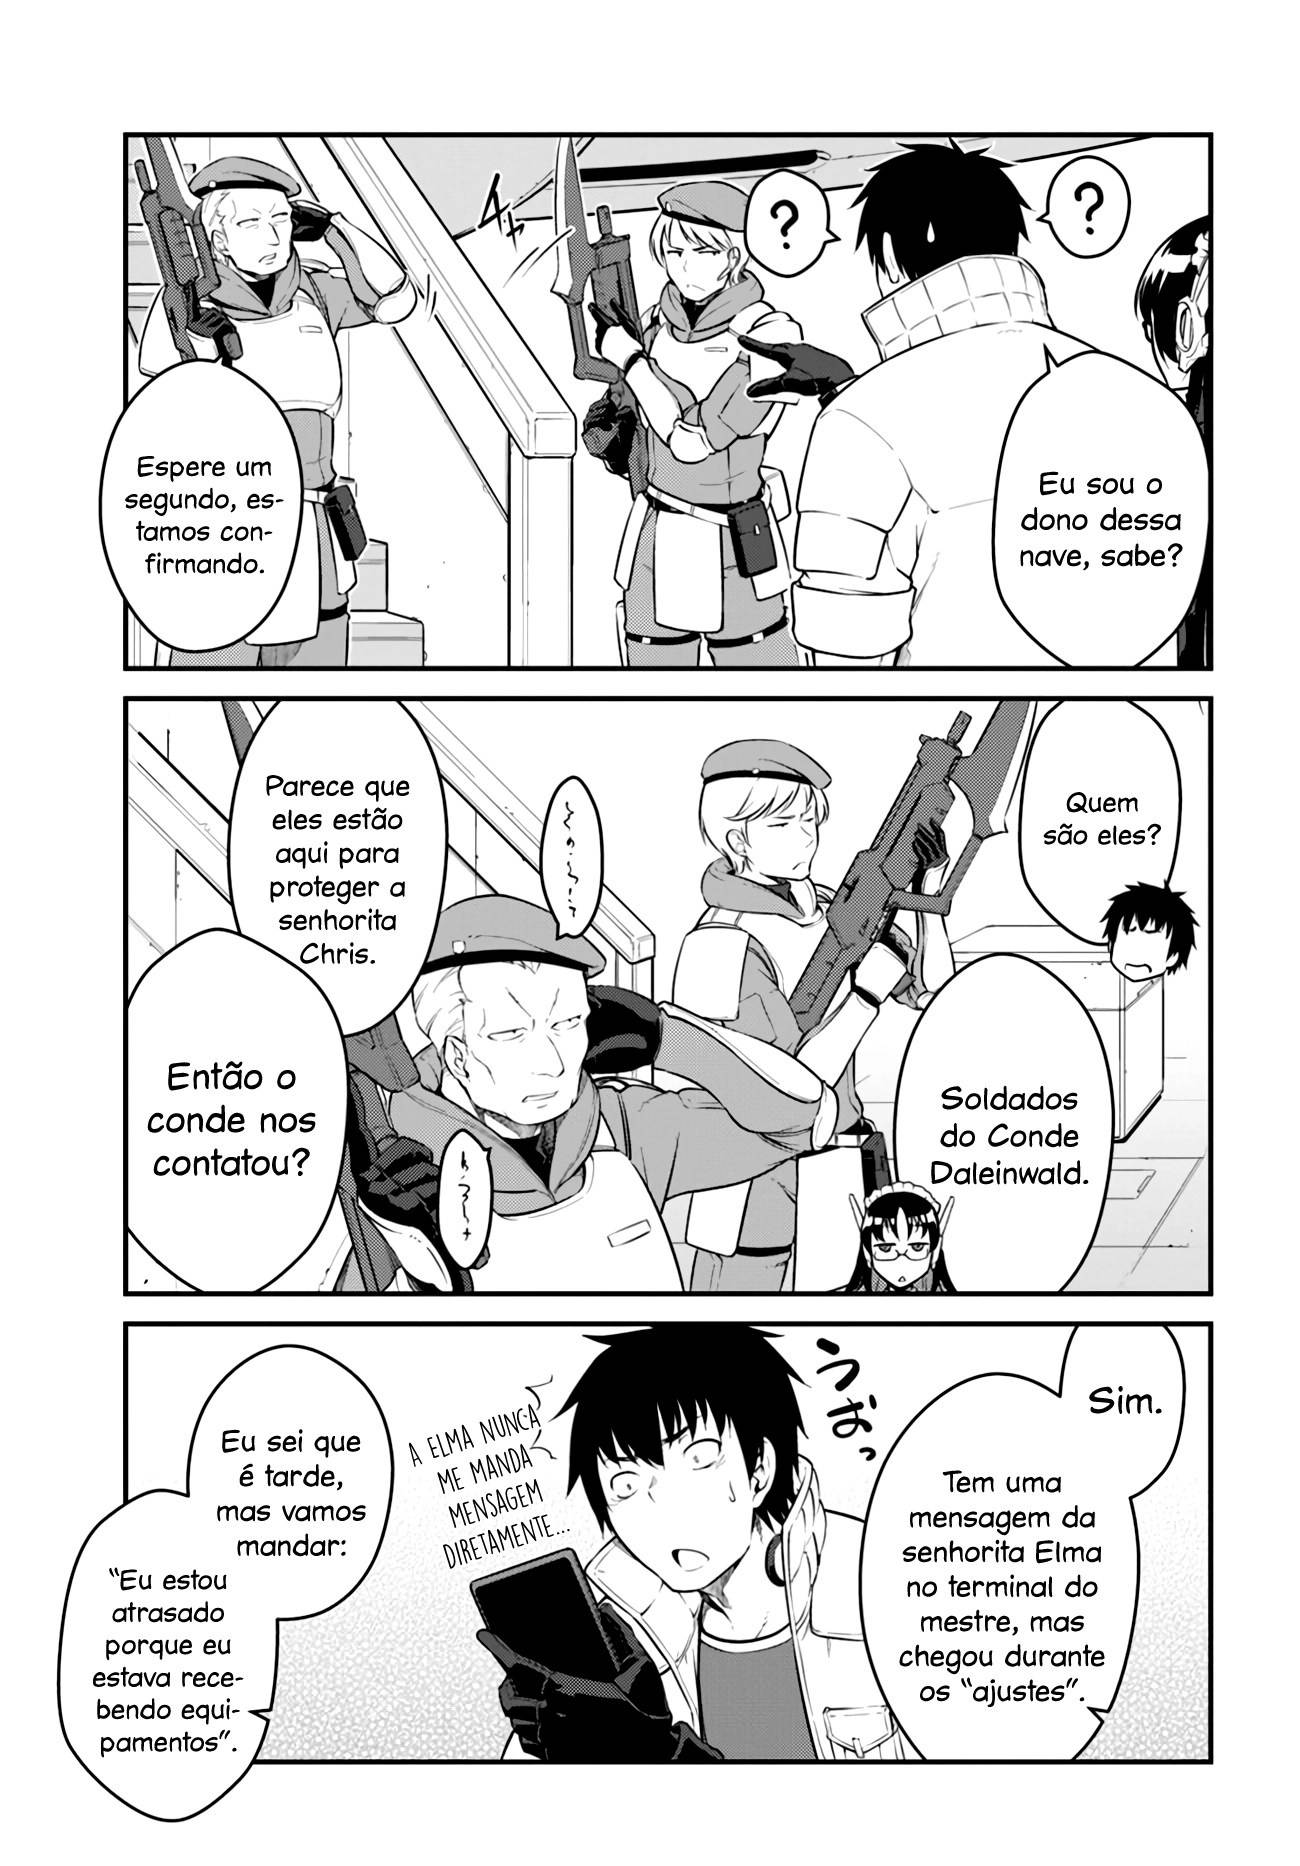 ?
?
Eu sou o
dono dessa
nave, sabe?
Espere um
segundo, es-
tamos con-
firmando.
Quem
são eles?
Soldados
do Conde
Daleinwald.
Parece que
eles estão
aqui para
proteger a
senhorita
Chris.
Então o
conde nos
contatou?
Sim.
Tem uma
mensagem da
senhorita Elma
no terminal do
mestre, mas
chegou durante
os “ajustes”.
うおっ
A ELMA NUNCA
ME MANDA
MENSAGEM
DIRETAMENTE...
Eu sei que
é tarde,
mas vamos
mandar:
“Eu estou
atrasado
porque eu
estava rece-
bendo equi-
pamentos”.